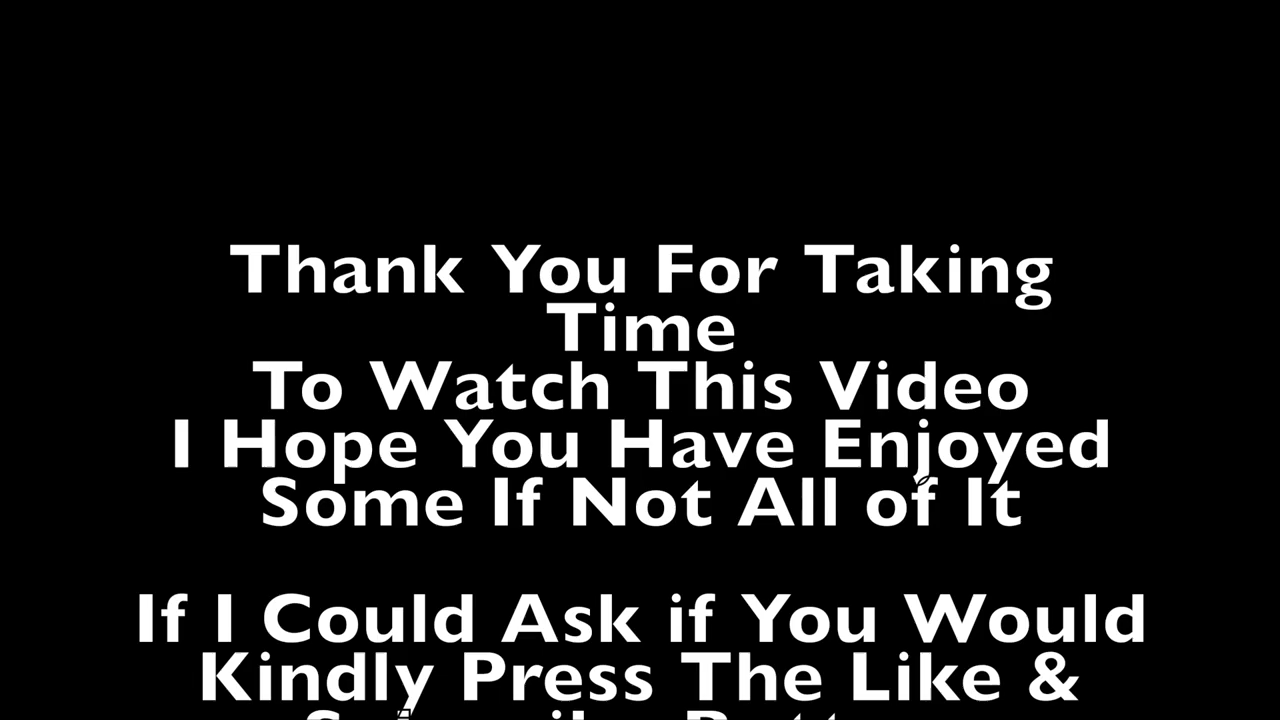 Thank You For Taking
Time
To Watch This Video
I Hope You Have Enjoyed
Some If Not All of It
If I Could Ask if You Would
Kindly Press The Like &